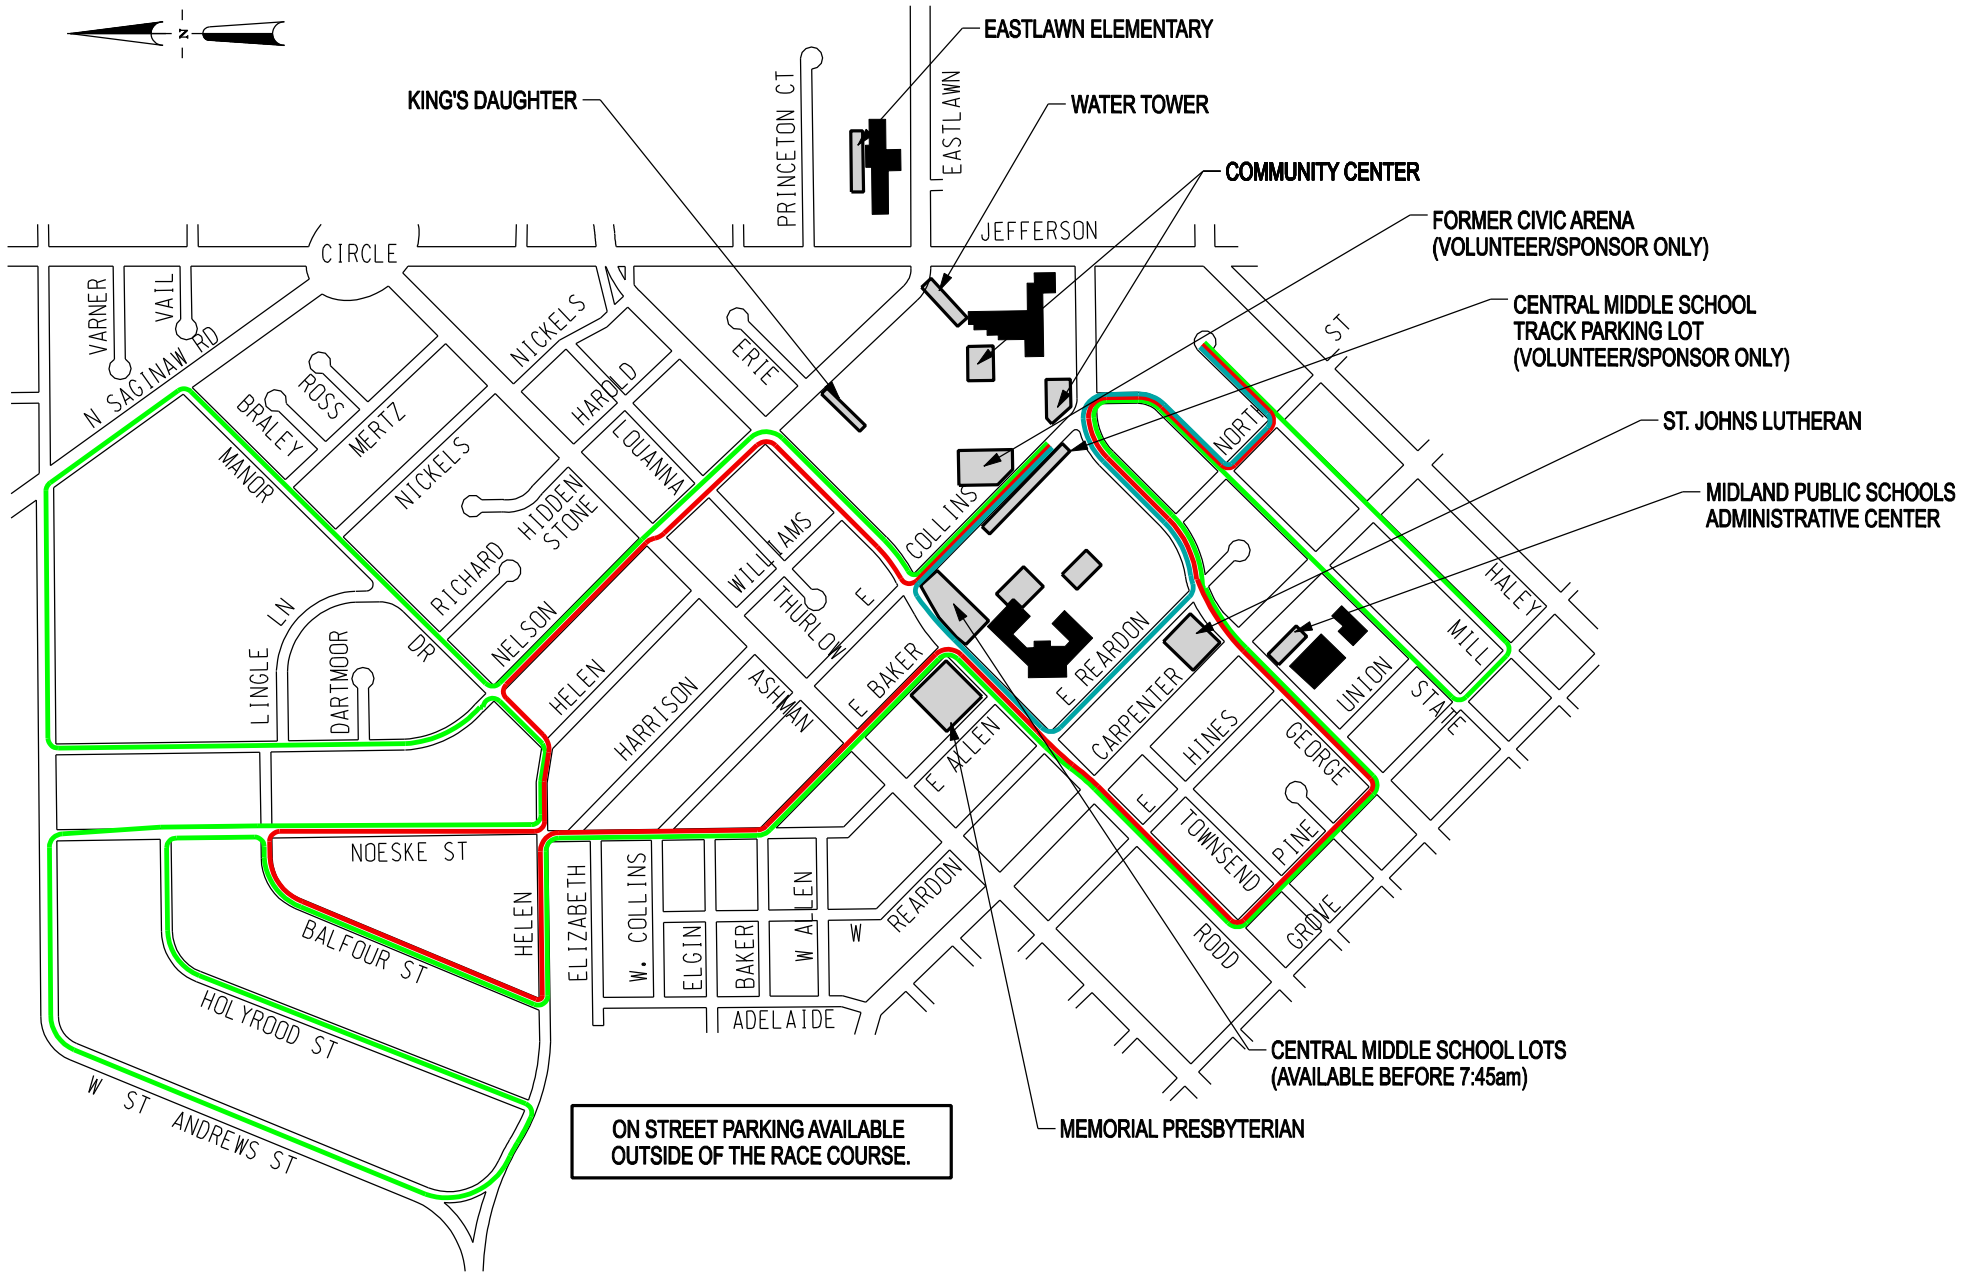 N
EASTLAWN ELEMENTARY
KING'S DAUGHTER
WATER TOWER
PRINCETON CT
EASTLAWN
COMMUNITY CENTER
FORMER CIVIC ARENA
(VOLUNTEER/SPONSOR ONLY)
JEFFERSON
CIRCLE
VARNER
VAIL
N SAGINAW RD
NICKELS
CENTRAL MIDDLE SCHOOL
TRACK PARKING LOT
(VOLUNTEER/SPONSOR ONLY)
ST
ERIE
ROSS
BRALEY
MERTZ
HAROLD
LOUANNA
ST. JOHNS LUTHERAN
NORTH
MANOR
NICKELS
HIDDEN
STONE
MIDLAND PUBLIC SCHOOLS
ADMINISTRATIVE CENTER
COLLINS
WILLIAMS
RICHARD
HALEY
LINGLE LN
NELSON
THURLOW
E
DARTMOOR
DR
HELEN
HARRISON
ASHMAN
E BAKER
E REARDON
MILL
UNION
STATE
CARPENTER
HINES
GEORGE
E ALLEN
E
TOWNSEND
PINE
NOESKE ST
HELEN
ELIZABETH
W. COLLINS
ELGIN
BAKER
W ALLEN
W
REARDON
RODD
GROVE
BALFOUR ST
HOLYROOD ST
ADELAIDE
W ST ANDREWS ST
CENTRAL MIDDLE SCHOOL LOTS
(AVAILABLE BEFORE 7:45am)
MEMORIAL PRESBYTERIAN
ON STREET PARKING AVAILABLE
OUTSIDE OF THE RACE COURSE.